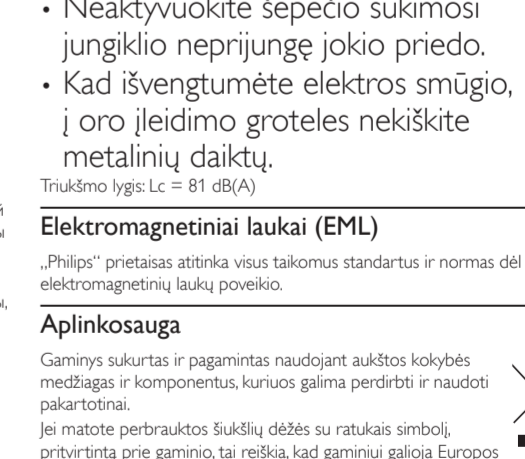 • Neaktyvuokite šepečio sukimosi
jungiklio neprijungę jokio priedo.
• Kad išvengtumėte elektros smūgio,
į oro įleidimo groteles nekiškite
metalinių daiktų.
Triukšmo lygis: Lc = 81 dB(A)
Elektromagnetiniai laukai (EML)
„Philips“ prietaisas atitinka visus taikomus standartus ir normas dėl
elektromagnetinių laukų poveikio.
Aplinkosauga
Gaminys sukurtas ir pagamintas naudojant aukštos kokybės
medžiagas ir komponentus, kuriuos galima perdirbti ir naudoti
pakartotinai.
Jei matote perbrauktos šiukšlių dėžės su ratukais simbolį,
pritvirtintą prie gaminio, tai reiškia, kad gaminiui galioja Europos